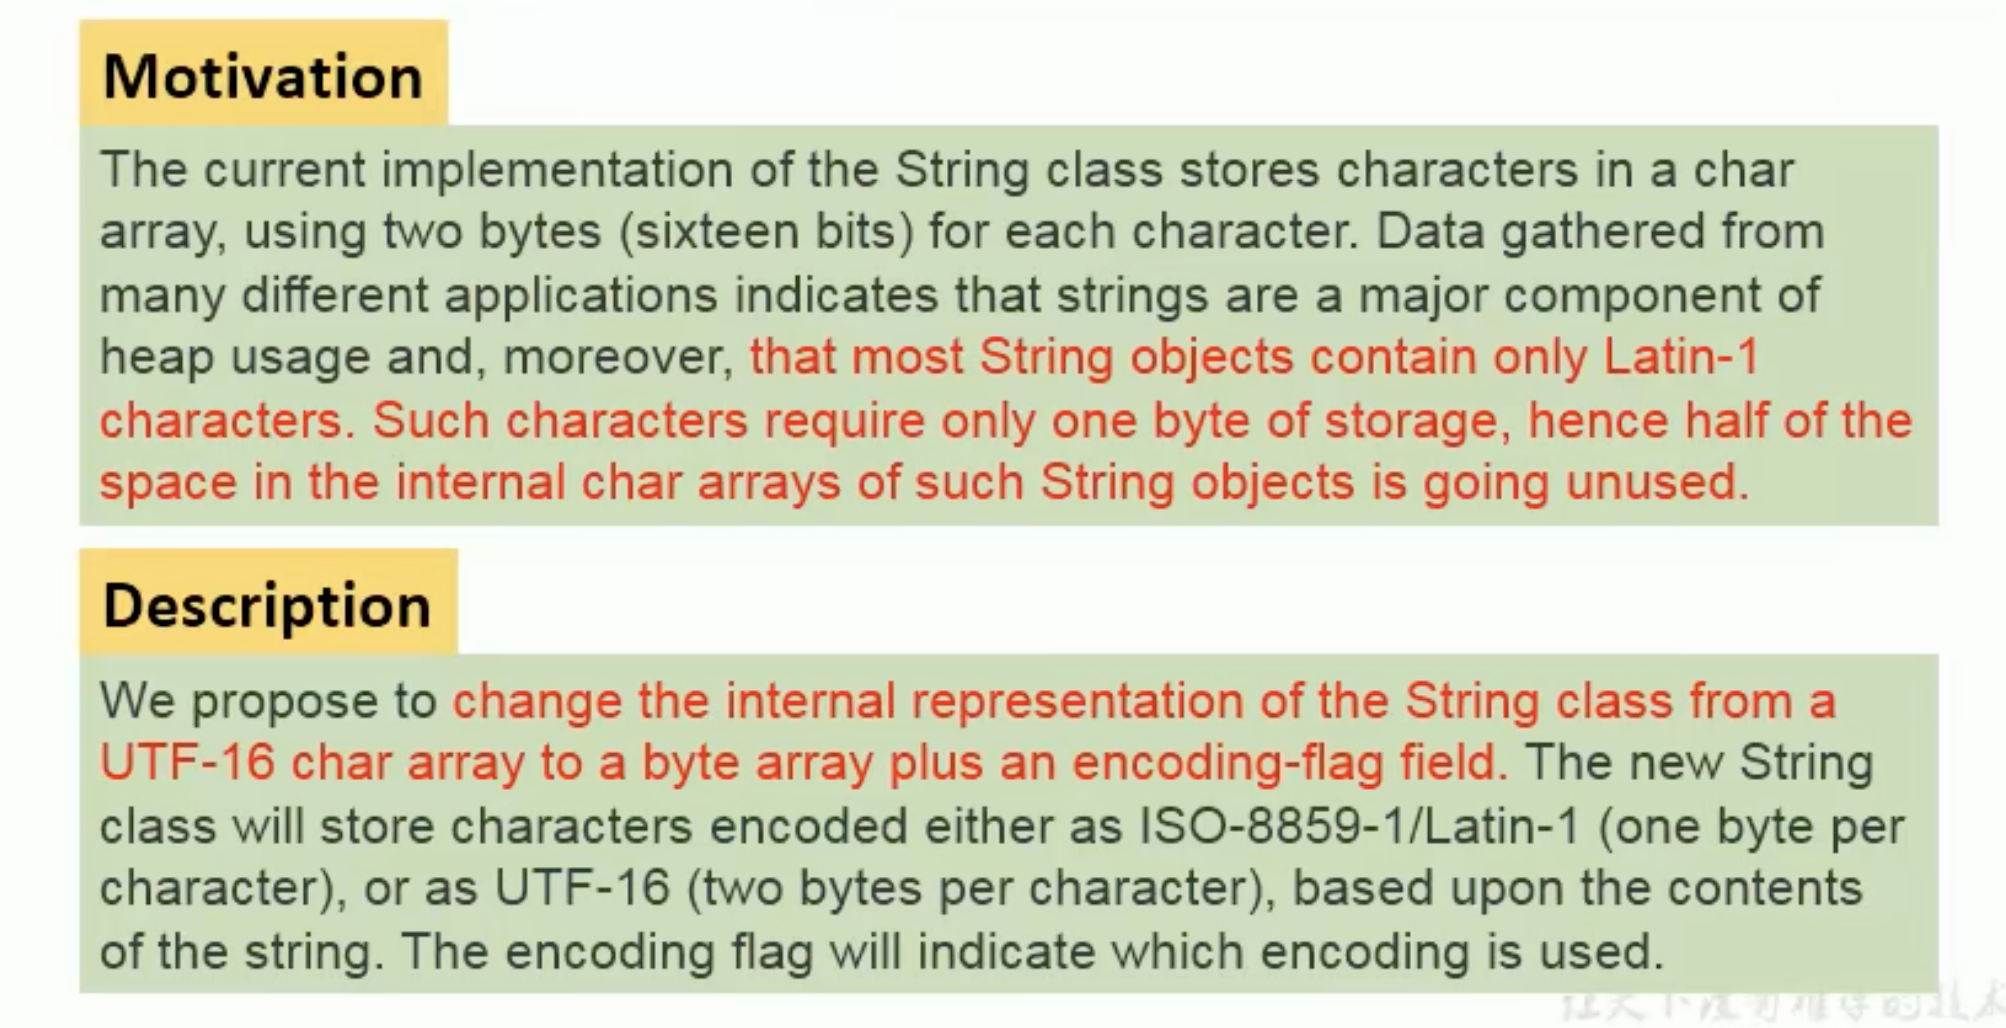 Motivation
The current implementation of the String class stores characters in a char
array, using two bytes (sixteen bits) for each character. Data gathered from
many different applications indicates that strings are a major component of
heap usage and, moreover, that most String objects contain only Latin-1
characters. Such characters require only one byte of storage, hence half of the
space in the internal char arrays of such String objects is going unused.
Description
We propose to change the internal representation of the String class from a
UTF-16 char array to a byte array plus an encoding-flag field. The new String
class will store characters encoded either as ISO-8859-1/Latin-1 (one byte per
character), or as UTF-16 (two bytes per character), based upon the contents
of the string. The encoding flag will indicate which encoding is used.